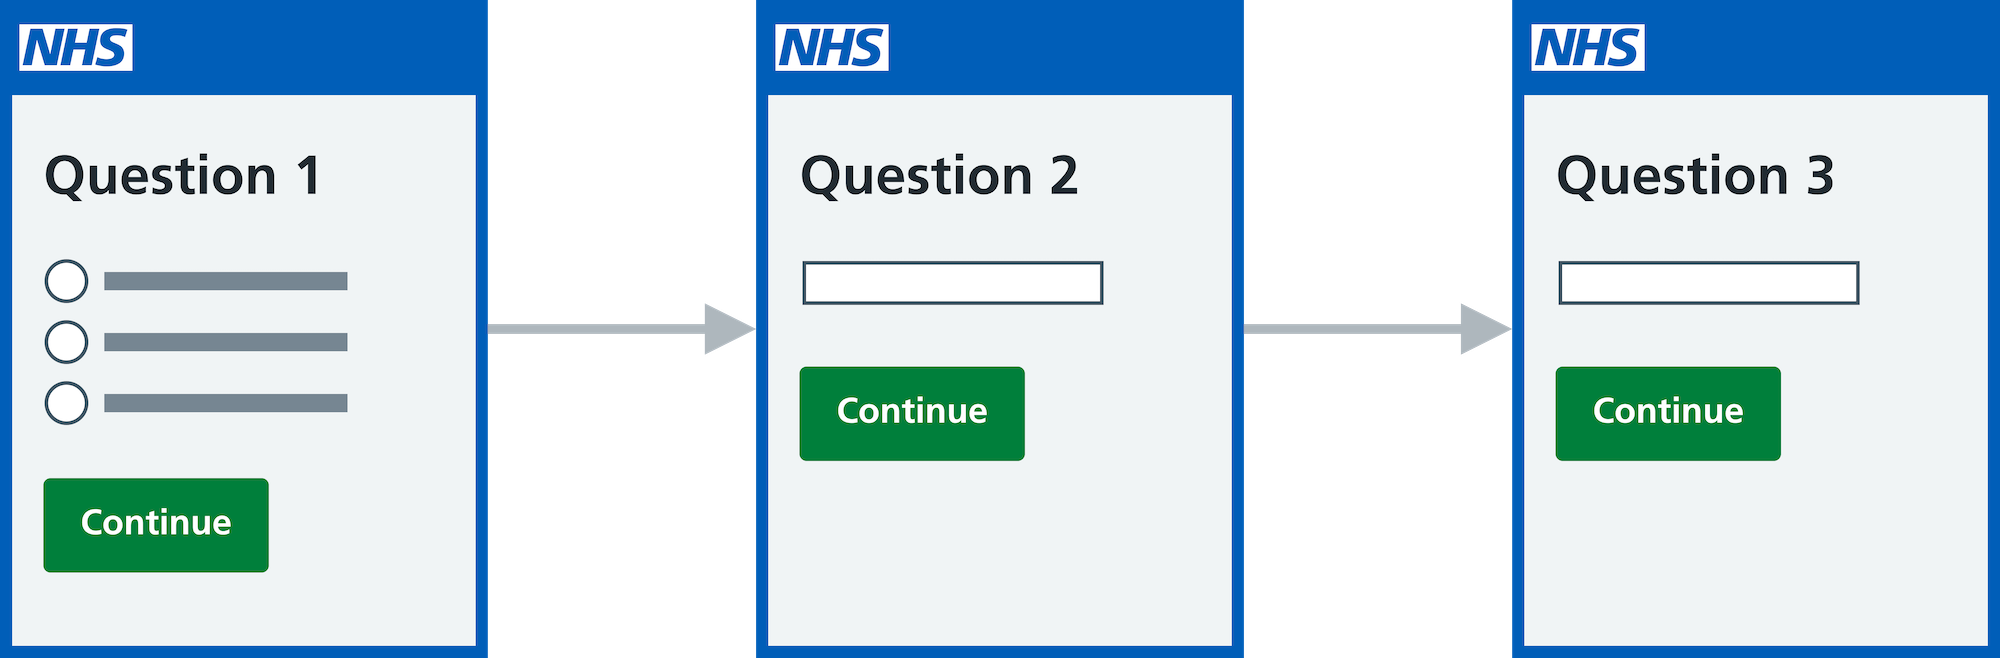 NHS
Question 1
Continue
NHS
Question 2
Continue
NHS
Question 3
Continue